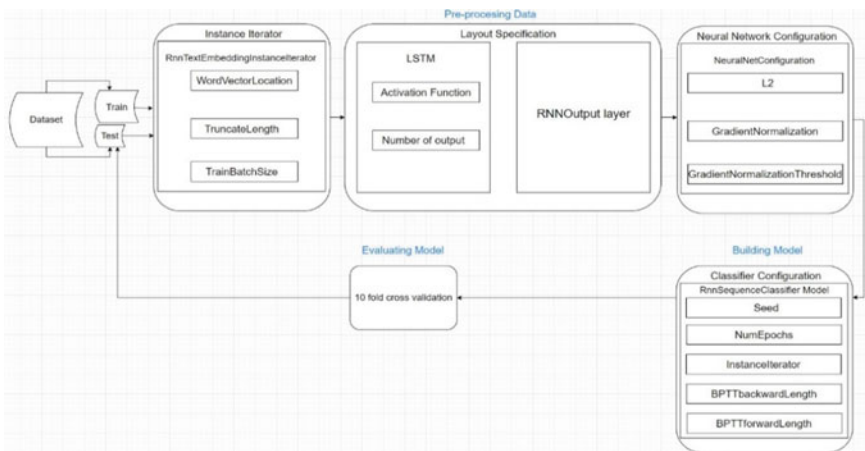 Pre-procesing Data
Instance Iterator
Layout Specification
Neural Network Configuration
RnnTextEmbeddingInstanceIterator
WordVectorLocation
TruncateLength
TrainBatchSize
LSTM
Activation Function
Number of output
RNNOutput layer
NeuralNetConfiguration
L2
GradientNormalization
GradientNormalizationThreshold
Dataset
Train
Test
Evaluating Model
10 fold cross validation
Building Model
Classifier Configuration
RnnSequenceClassifier Model
Seed
NumEpochs
InstanceIterator
BPTTbackwardLength
BPTTforwardLength